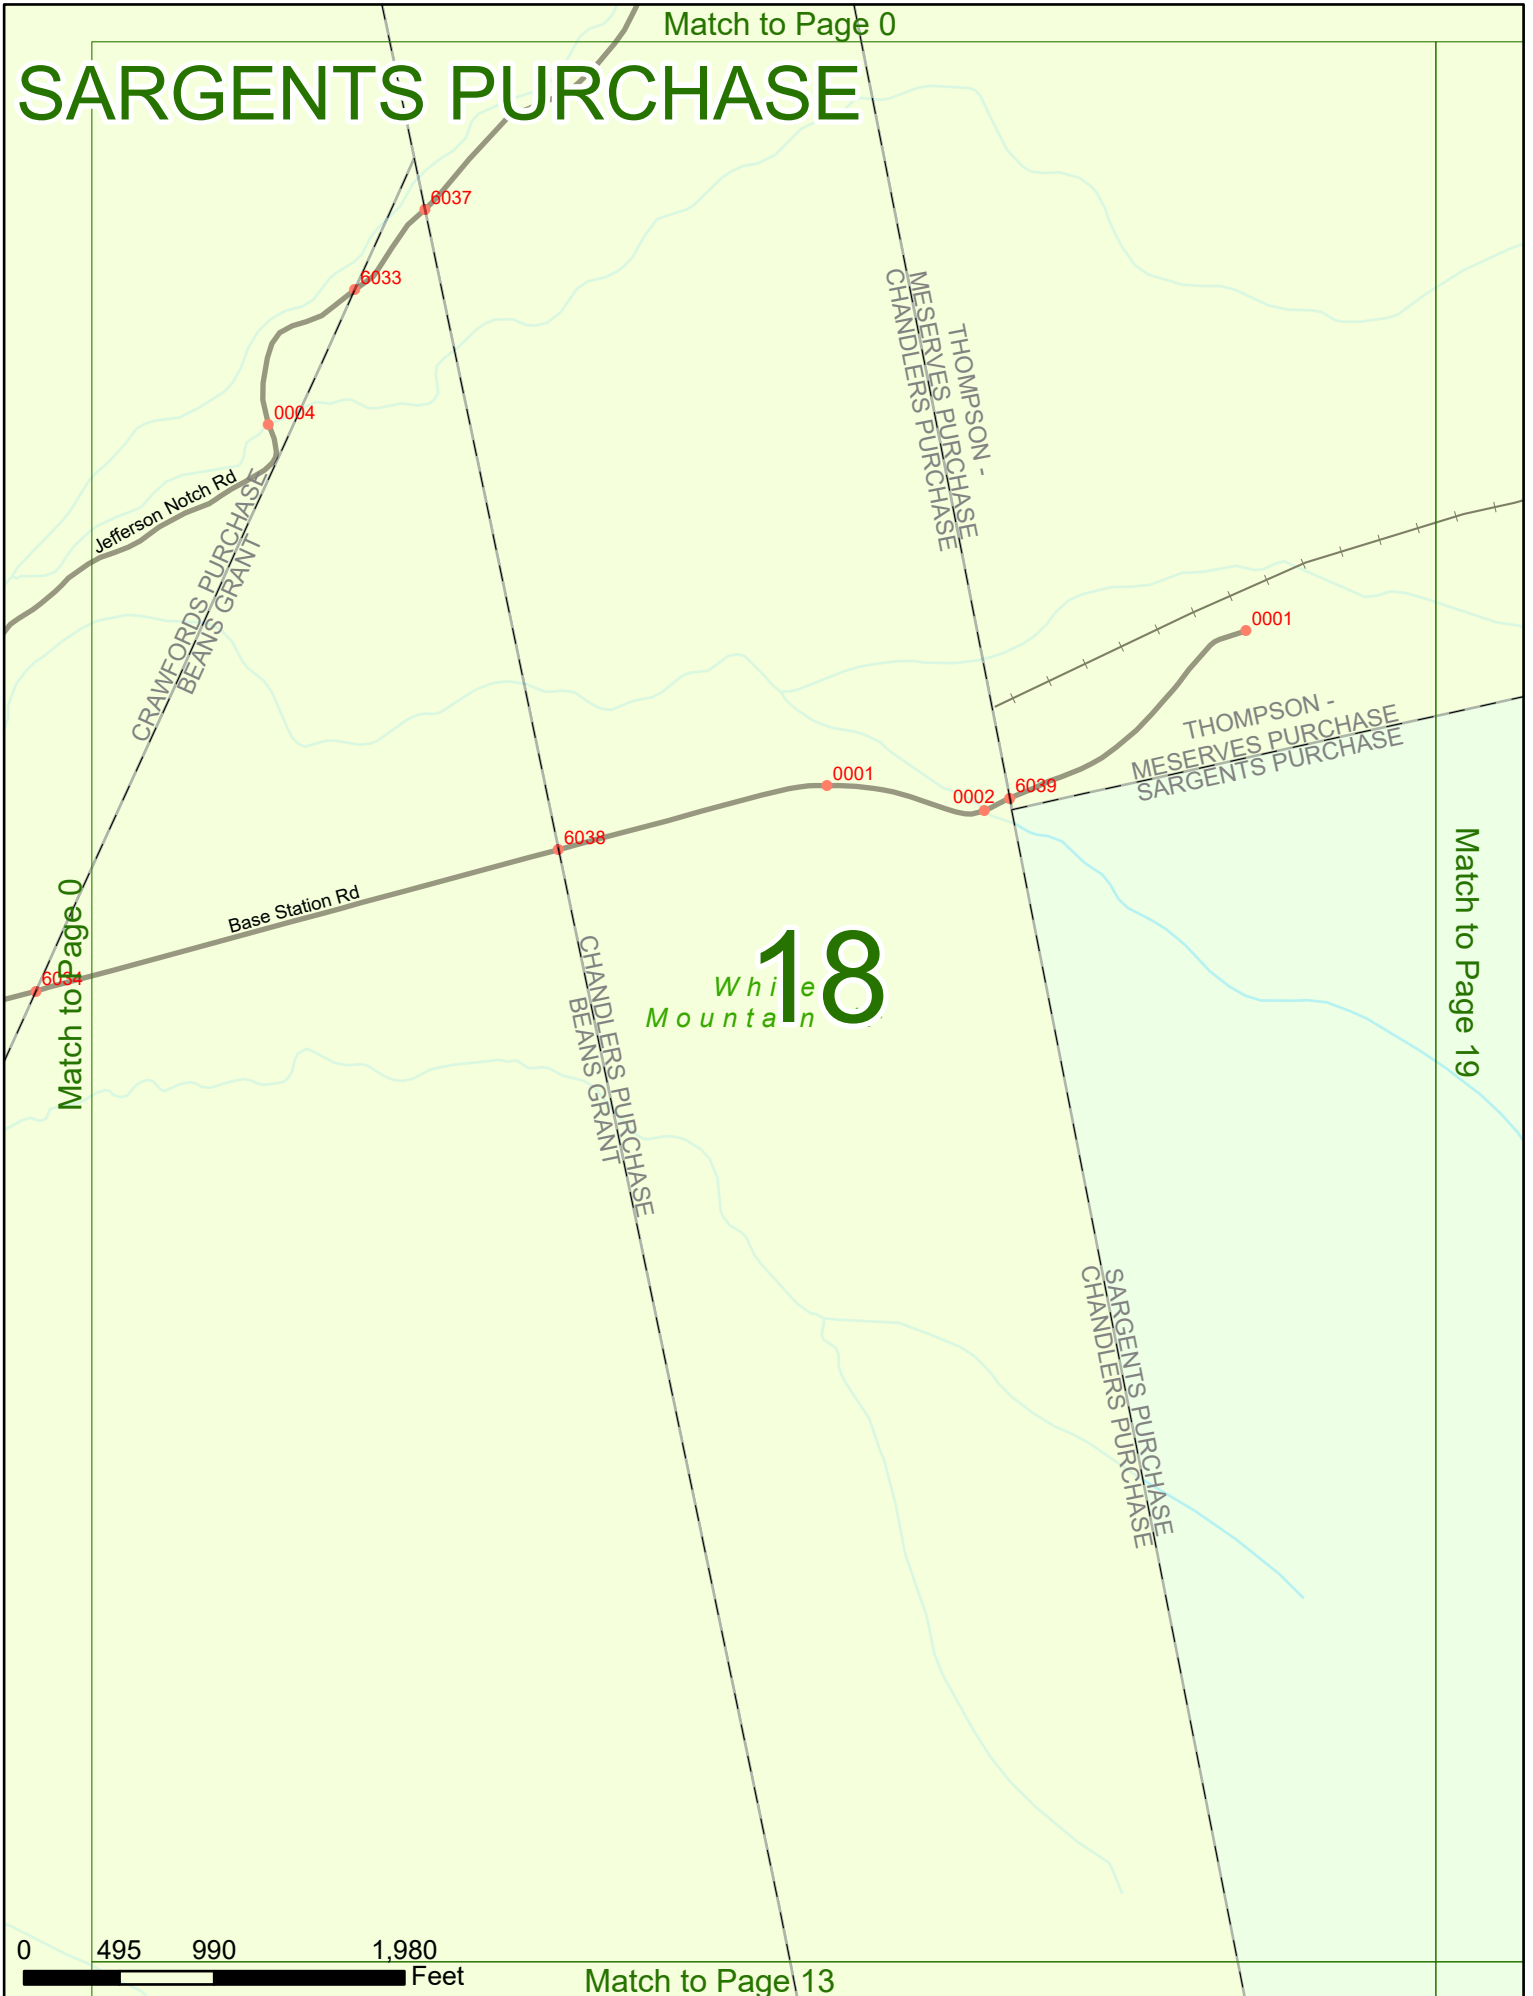 Match to Page 0
SARGENTS PURCHASE
6037
6033
0004
Jefferson Notch Rd
CRAWFORDS PURCHASE
BEANS GRANT
THOMPSON -
MESERVES PURCHASE
CHANDLERS PURCHASE
0001
THOMPSON -
MESERVES PURCHASE
SARGENTS PURCHASE
0001
0002
6039
6038
Base Station Rd
6034
Match to Page 0
Match to Page 19
18
White
Mountain
CHANDLERS PURCHASE
BEANS GRANT
SARGENTS PURCHASE
CHANDLERS PURCHASE
0 495 990 1,980
Feet
Match to Page 13